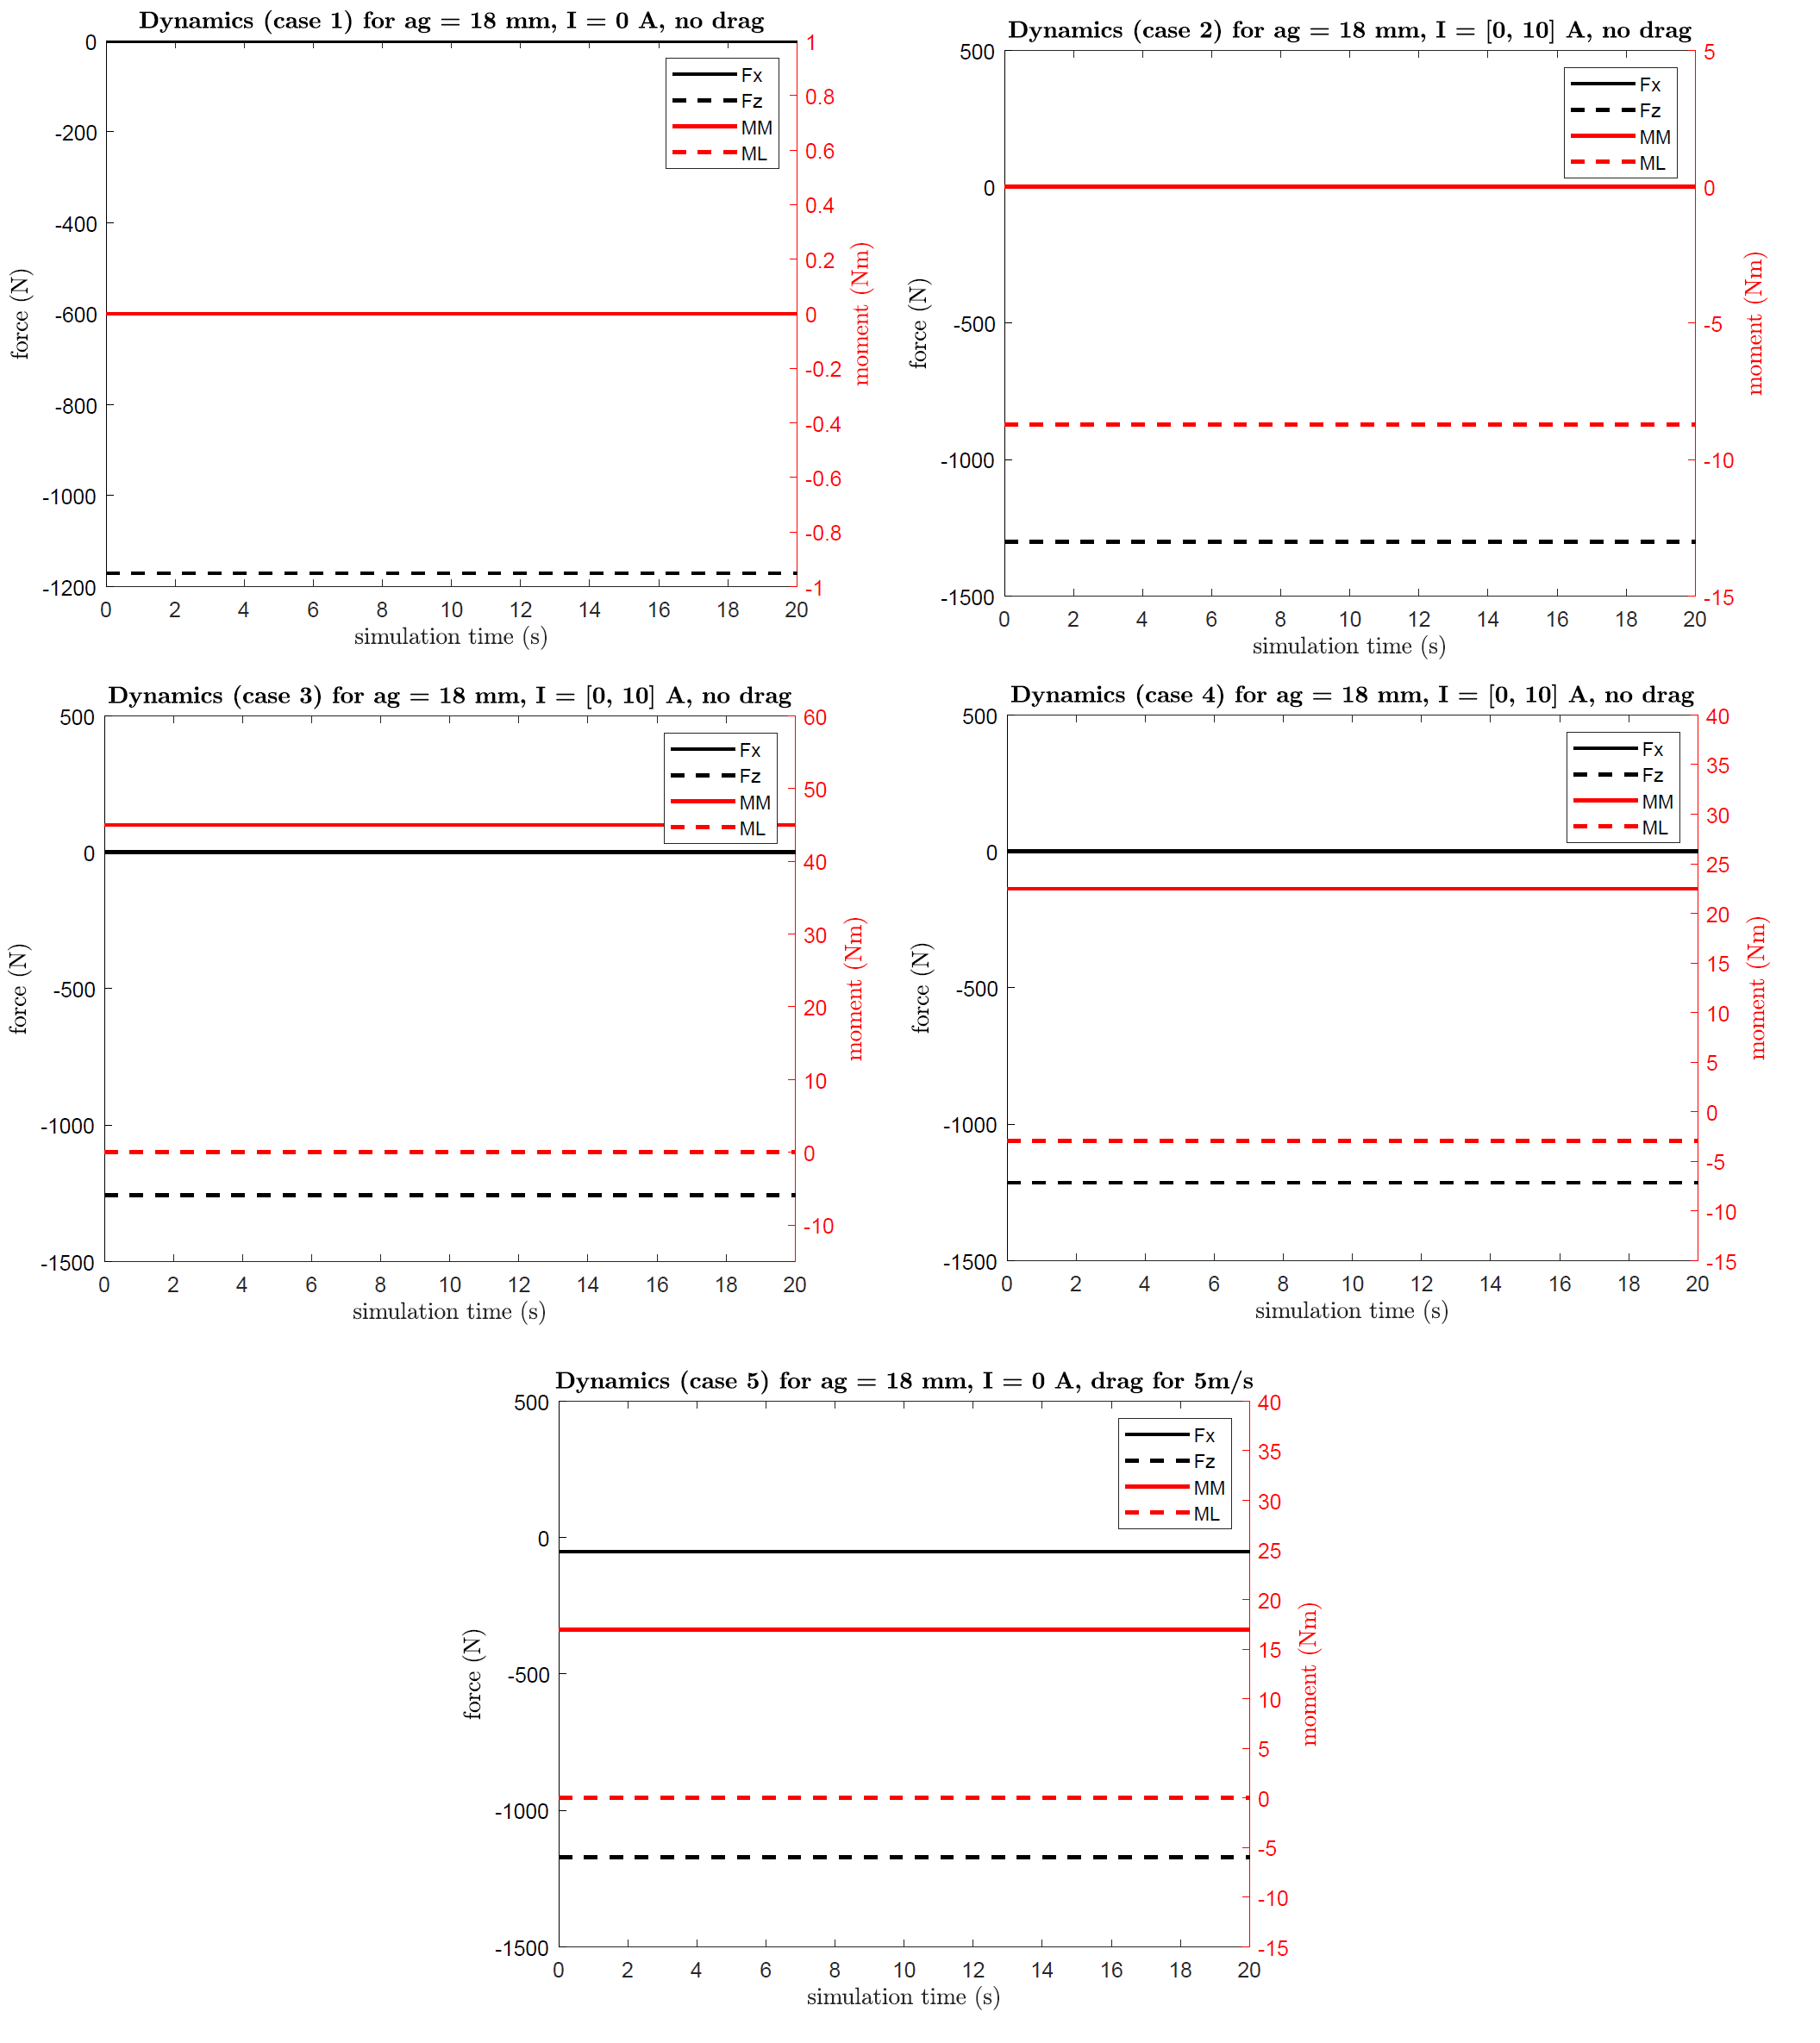 Dynamics (case 1) for ag = 18 mm, I = 0 A, no drag
0
-200
-400
-600
-800
-1000
-1200
force (N)
Fx
Fz
MM
ML
1
0.8
0.6
0.4
0.2
0
-0.2
-0.4
-0.6
-0.8
-1
moment (Nm)
0 2 4 6 8 10 12 14 16 18 20
simulation time (s)
Dynamics (case 2) for ag = 18 mm, I = [0, 10] A, no drag
500
0
-500
-1000
-1500
force (N)
Fx
Fz
MM
ML
5
0
-5
-10
-15
moment (Nm)
0 2 4 6 8 10 12 14 16 18 20
simulation time (s)
Dynamics (case 3) for ag = 18 mm, I = [0, 10] A, no drag
500
0
-500
-1000
-1500
force (N)
Fx
Fz
MM
ML
60
50
40
30
20
10
0
-10
moment (Nm)
0 2 4 6 8 10 12 14 16 18 20
simulation time (s)
Dynamics (case 4) for ag = 18 mm, I = [0, 10] A, no drag
500
0
-500
-1000
-1500
force (N)
Fx
Fz
MM
ML
40
35
30
25
20
15
10
5
0
-5
-10
-15
moment (Nm)
0 2 4 6 8 10 12 14 16 18 20
simulation time (s)
Dynamics (case 5) for ag = 18 mm, I = 0 A, drag for 5m/s
500
0
-500
-1000
-1500
force (N)
Fx
Fz
MM
ML
40
35
30
25
20
15
10
5
0
-5
-10
-15
moment (Nm)
0 2 4 6 8 10 12 14 16 18 20
simulation time (s)